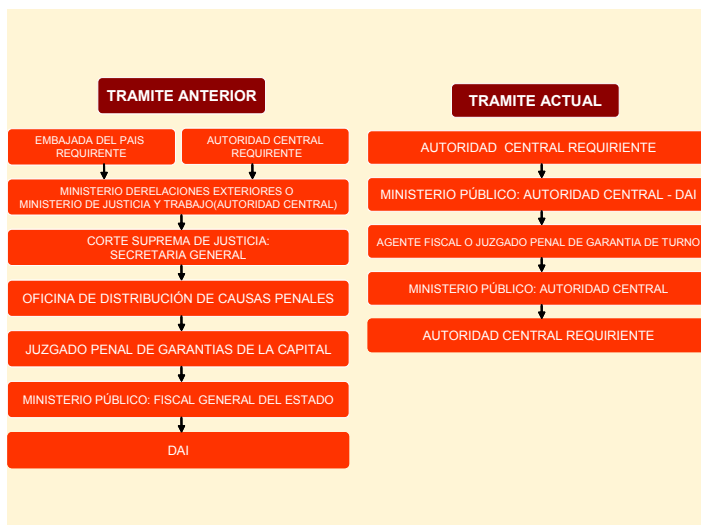 TRAMITE ANTERIOR
EMBAJADA DEL PAIS
REQUIRENTE
AUTORIDAD CENTRAL
REQUIRENTE
MINISTERIO DERELACIONES EXTERIORES O
MINISTERIO DE JUSTICIA Y TRABAJO(AUTORIDAD CENTRAL)
CORTE SUPREMA DE JUSTICIA:
SECRETARIA GENERAL
OFICINA DE DISTRIBUCIÓN DE CAUSAS PENALES
JUZGADO PENAL DE GARANTIAS DE LA CAPITAL
MINISTERIO PÚBLICO: FISCAL GENERAL DEL ESTADO
DAI
TRAMITE ACTUAL
AUTORIDAD CENTRAL REQUIRIENTE
MINISTERIO PÚBLICO: AUTORIDAD CENTRAL - DAI
AGENTE FISCAL O JUZGADO PENAL DE GARANTIA DE TURNO
MINISTERIO PÚBLICO: AUTORIDAD CENTRAL
AUTORIDAD CENTRAL REQUIRIENTE